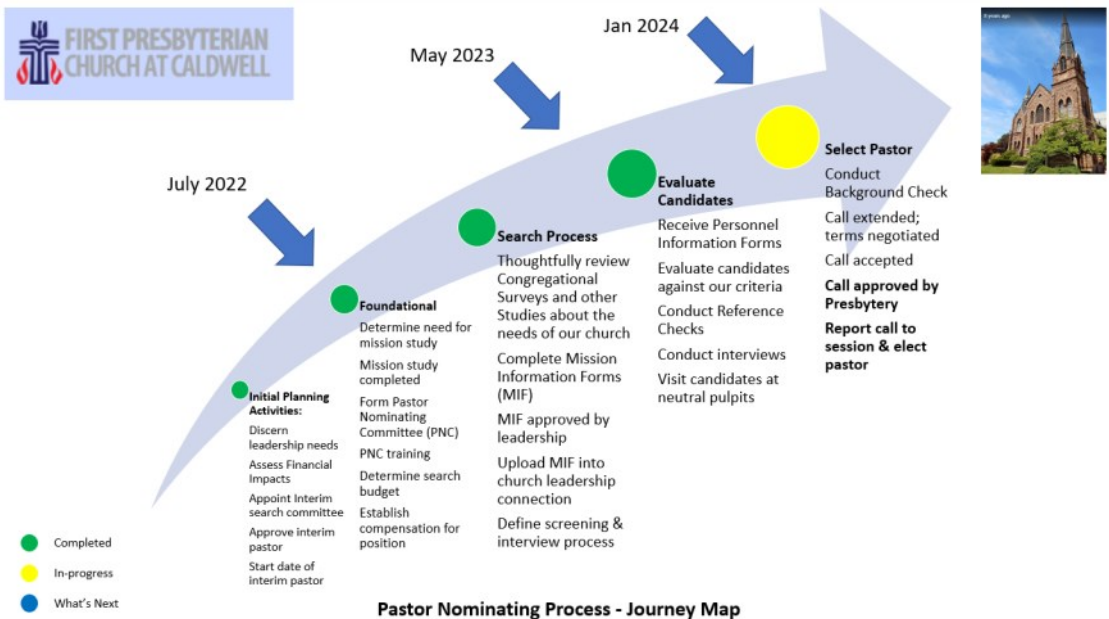 FIRST PRESBYTERIAN
CHURCH AT CALDWELL
July 2022
May 2023
Jan 2024
Initial Planning
Activities:
Discern
leadership needs
Assess Financial
Impacts
Appoint Interim
search committee
Approve interim
pastor
Start date of
interim pastor
Foundational
Determine need for
mission study
Mission study
completed
Form Pastor
Nominating
Committee (PNC)
PNC training
Determine search
budget
Establish
compensation for
position
Search Process
Thoughtfully review
Congregational
Surveys and other
Studies about the
needs of our church
Complete Mission
Information Forms
(MIF)
MIF approved by
leadership
Upload MIF into
church leadership
connection
Define screening &
interview process
Evaluate
Candidates
Receive Personnel
Information Forms
Evaluate candidates
against our criteria
Conduct Reference
Checks
Conduct interviews
Visit candidates at
neutral pulpits
Select Pastor
Conduct
Background Check
Call extended;
terms negotiated
Call accepted
Call approved by
Presbytery
Report call to
session & elect
pastor
years ago
Completed
In-progress
What's Next
Pastor Nominating Process - Journey Map